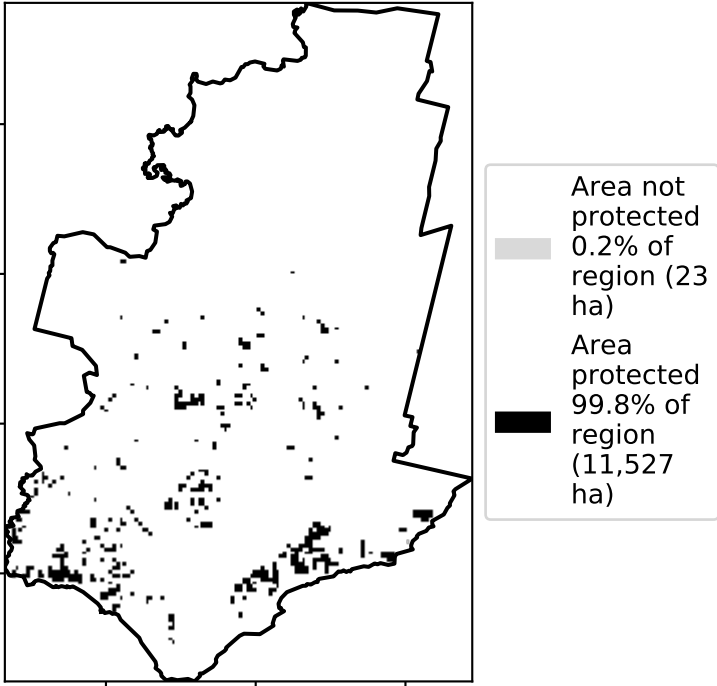 Area not
protected
0.2% of
region (23
ha)
Area
protected
99.8% of
region
(11,527
ha)